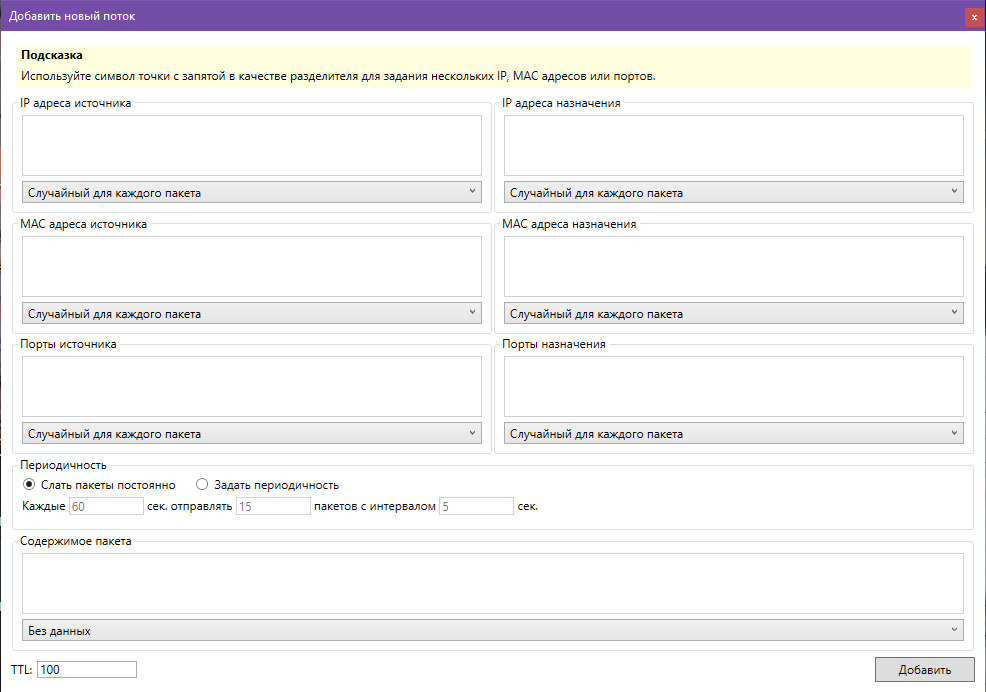 Добавить новый поток
x
Подсказка
Используйте символ точки с запятой в качестве разделителя для задания нескольких IP, MAC адресов или портов.
IP адреса источника
IP адреса назначения
Случайный для каждого пакета
Случайный для каждого пакета
MAC адреса источника
MAC адреса назначения
Случайный для каждого пакета
Случайный для каждого пакета
Порты источника
Порты назначения
Случайный для каждого пакета
Случайный для каждого пакета
Периодичность
Слать пакеты постоянно
Задать периодичность
Каждые 60 сек. отправлять 15 пакетов с интервалом 5 сек.
Содержимое пакета
Без данных
TTL: 100
Добавить